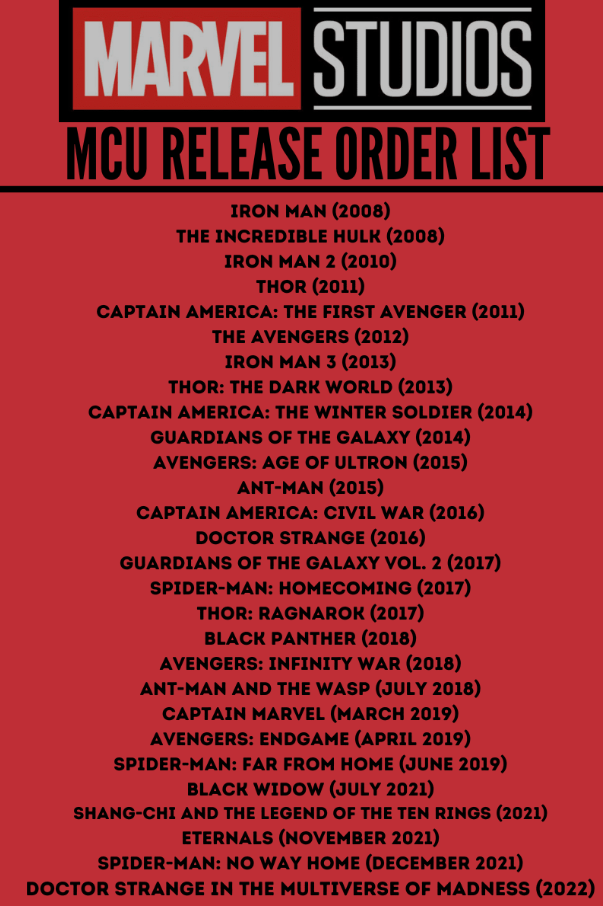 MARVEL STUDIOS
MCU RELEASE ORDER LIST
IRON MAN (2008)
THE INCREDIBLE HULK (2008)
IRON MAN 2 (2010)
THOR (2011)
CAPTAIN AMERICA: THE FIRST AVENGER (2011)
THE AVENGERS (2012)
IRON MAN 3 (2013)
THOR: THE DARK WORLD (2013)
CAPTAIN AMERICA: THE WINTER SOLDIER (2014)
GUARDIANS OF THE GALAXY (2014)
AVENGERS: AGE OF ULTRON (2015)
ANT-MAN (2015)
CAPTAIN AMERICA: CIVIL WAR (2016)
DOCTOR STRANGE (2016)
GUARDIANS OF THE GALAXY VOL. 2 (2017)
SPIDER-MAN: HOMECOMING (2017)
THOR: RAGNAROK (2017)
BLACK PANTHER (2018)
AVENGERS: INFINITY WAR (2018)
ANT-MAN AND THE WASP (JULY 2018)
CAPTAIN MARVEL (MARCH 2019)
AVENGERS: ENDGAME (APRIL 2019)
SPIDER-MAN: FAR FROM HOME (JUNE 2019)
BLACK WIDOW (JULY 2021)
SHANG-CHI AND THE LEGEND OF THE TEN RINGS (2021)
ETERNALS (NOVEMBER 2021)
SPIDER-MAN: NO WAY HOME (DECEMBER 2021)
DOCTOR STRANGE IN THE MULTIVERSE OF MADNESS (2022)